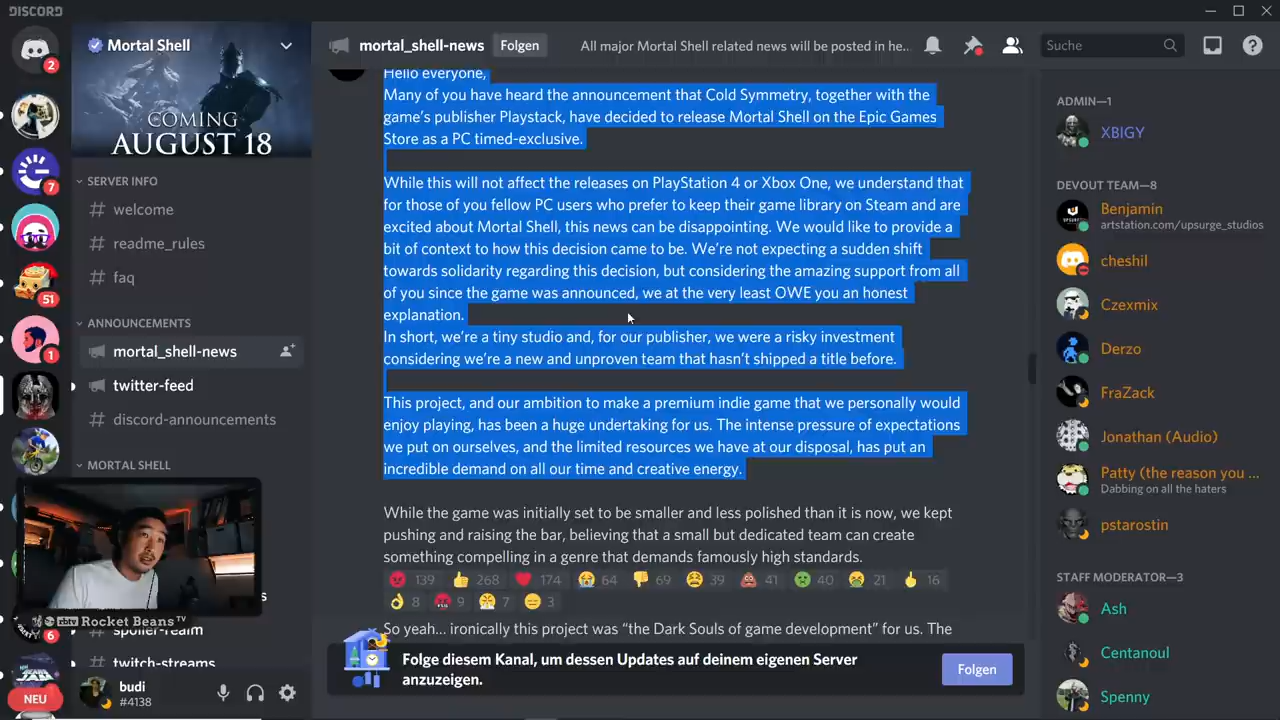 DISCORD
2
7
51
1
6
NEU
Mortal Shell
COMING
AUGUST 18
SERVER INFO
# welcome
# readme_rules
# faq
ANNOUNCEMENTS
mortal_shell-news
twitter-feed
# discord-announcements
MORTAL SHELL
rbtv Rocket Beans TV
spoiler-realm
# twitch-streams
budi
#4138
mortal_shell-news
Folgen
All major Mortal Shell related news will be posted in he...
Suche
Hello everyone,
Many of you have heard the announcement that Cold Symmetry, together with the
game's publisher Playstack, have decided to release Mortal Shell on the Epic Games
Store as a PC timed-exclusive.
While this will not affect the releases on PlayStation 4 or Xbox One, we understand that
for those of you fellow PC users who prefer to keep their game library on Steam and are
excited about Mortal Shell, this news can be disappointing. We would like to provide a
bit of context to how this decision came to be. We're not expecting a sudden shift
towards solidarity regarding this decision, but considering the amazing support from all
of you since the game was announced, we at the very least OWE you an honest
explanation.
In short, we're a tiny studio and, for our publisher, we were a risky investment
considering we're a new and unproven team that hasn't shipped a title before.
This project, and our ambition to make a premium indie game that we personally would
enjoy playing, has been a huge undertaking for us. The intense pressure of expectations
we put on ourselves, and the limited resources we have at our disposal, has put an
incredible demand on all our time and creative energy.
While the game was initially set to be smaller and less polished than it is now, we kept
pushing and raising the bar, believing that a small but dedicated team can create
something compelling in a genre that demands famously high standards.
139 268 174 64 69 39 41 40 21 16
8 9 7 3
So yeah... ironically this project was “the Dark Souls of game development” for us. The
Folge diesem Kanal, um dessen Updates auf deinem eigenen Server
anzuzeigen.
Folgen
ADMIN—1
XBIGY
DEVOUT TEAM—8
Benjamin
artstation.com/upsurge_studios
cheshil
Czexmix
Derzo
FraZack
Jonathan (Audio)
Patty (the reason you ...
Dabbing on all the haters
pstarostin
STAFF MODERATOR—3
Ash
Centanoul
Spenny